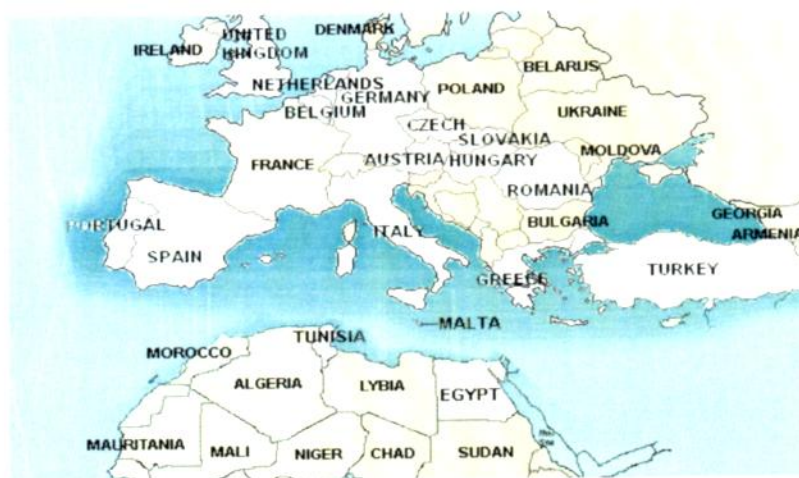 DENMARK
UNITED
KINGDOM
IRELAND
BELARUS
NETHERLANDS
POLAND
GERMANY
BELGIUM
UKRAINE
CZECH
SLOVAKIA
MOLDOVA
FRANCE
AUSTRIA
HUNGARY
ROMANIA
PORTUGAL
BULGARIA
GEORGIA
ITALY
ARMENIA
SPAIN
TURKEY
GREECE
MALTA
TUNISIA
MOROCCO
ALGERIA
LYBIA
EGYPT
MAURITANIA
MALI
NIGER
CHAD
SUDAN